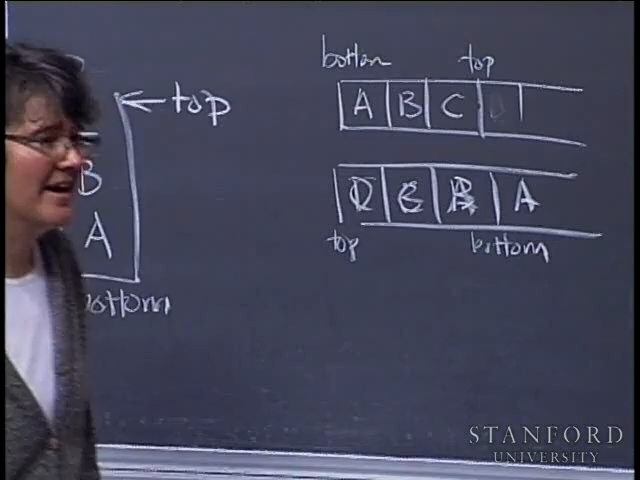 bottom top
A B C
← top
B
A
bottom
D C B A
top bottom
STANFORD
UNIVERSITY